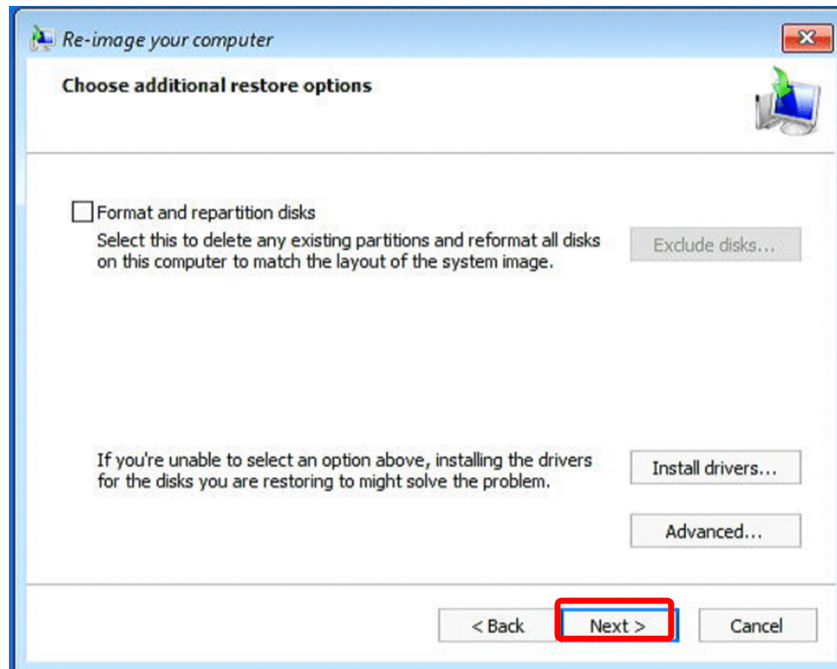 Re-image your computer
Choose additional restore options
Format and repartition disks
Select this to delete any existing partitions and reformat all disks
on this computer to match the layout of the system image.
Exclude disks...
If you're unable to select an option above, installing the drivers
for the disks you are restoring to might solve the problem.
Install drivers...
Advanced...
< Back Next > Cancel